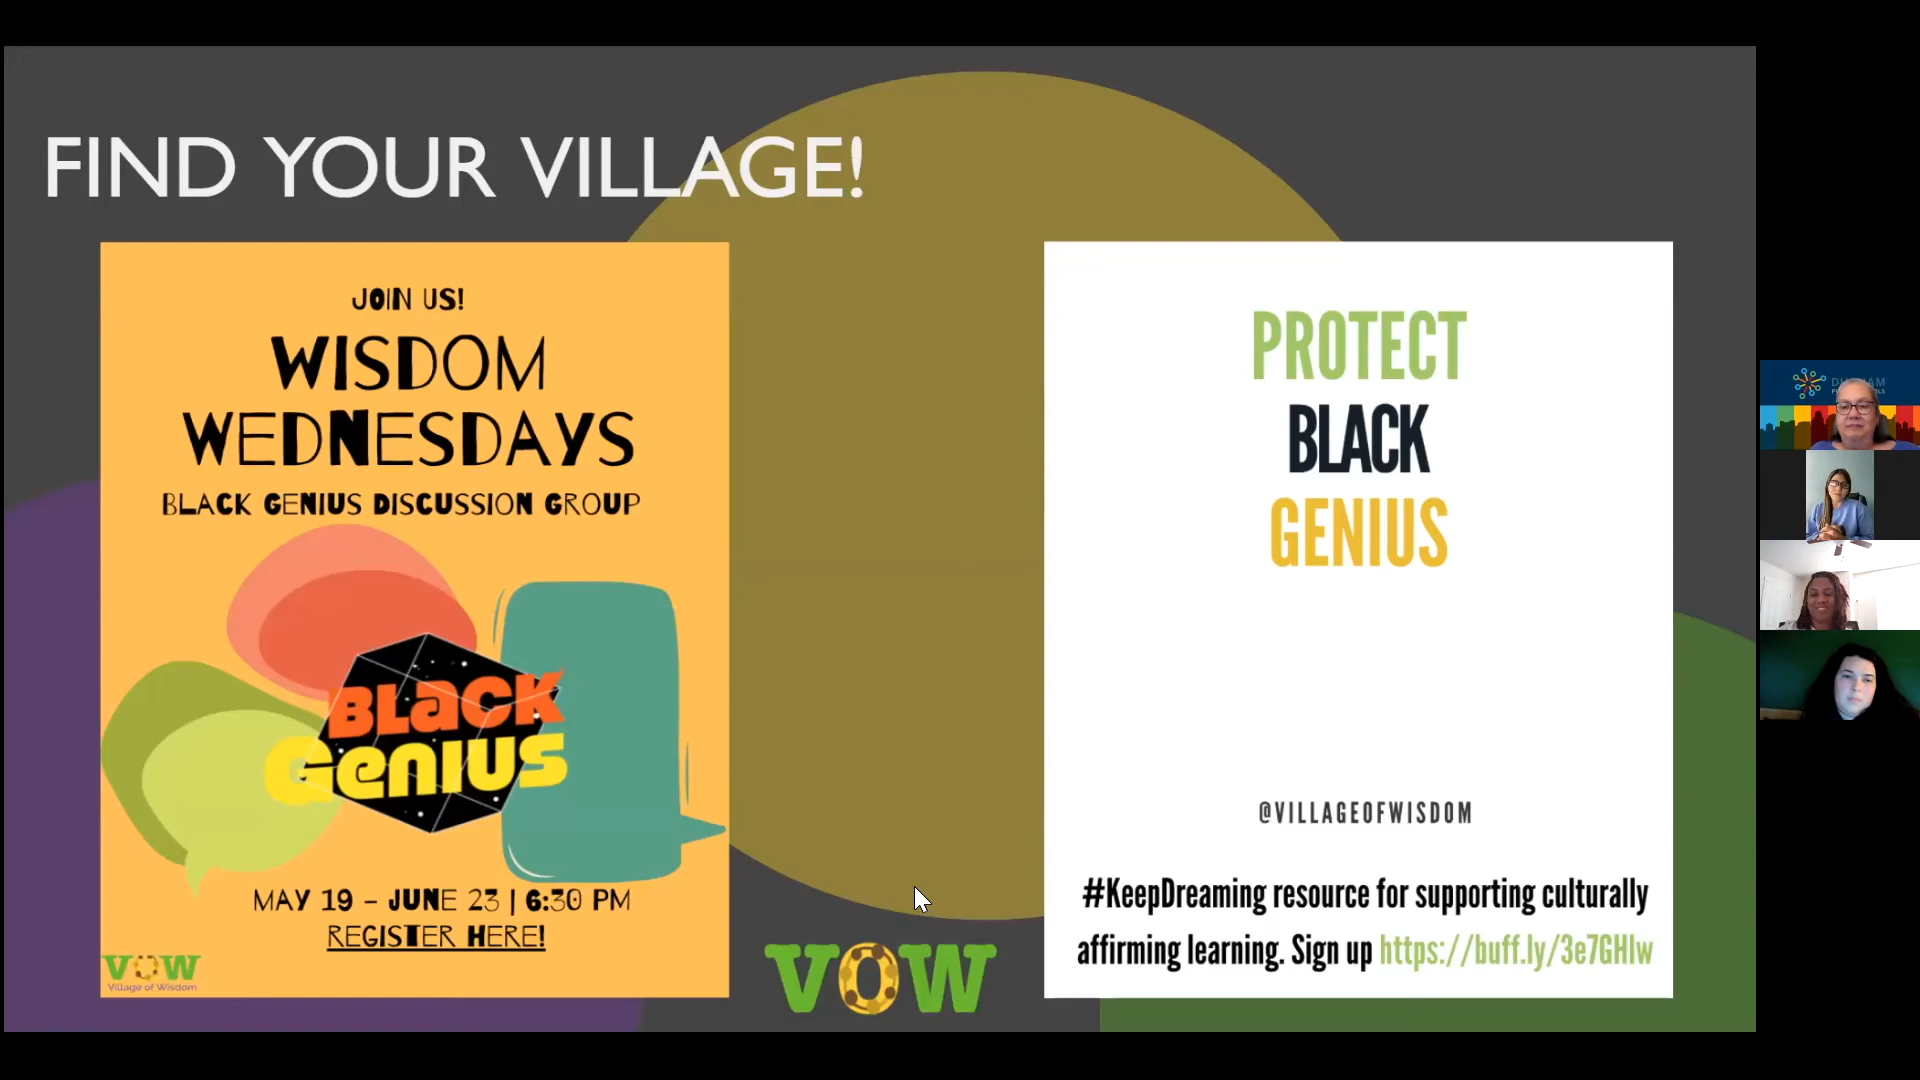 FIND YOUR VILLAGE!
JOIN US!
WISDOM
WEDNESDAYS
BLACK GENIUS DISCUSSION GROUP
BLACK
GENIUS
MAY 19 – JUNE 23 | 6:30 PM
REGISTER HERE!
VOW
Village of Wisdom
VOW
PROTECT
BLACK
GENIUS
@VILLAGEOFWISDOM
#KeepDreaming resource for supporting culturally
affirming learning. Sign up https://buff.ly/3e7GHlw